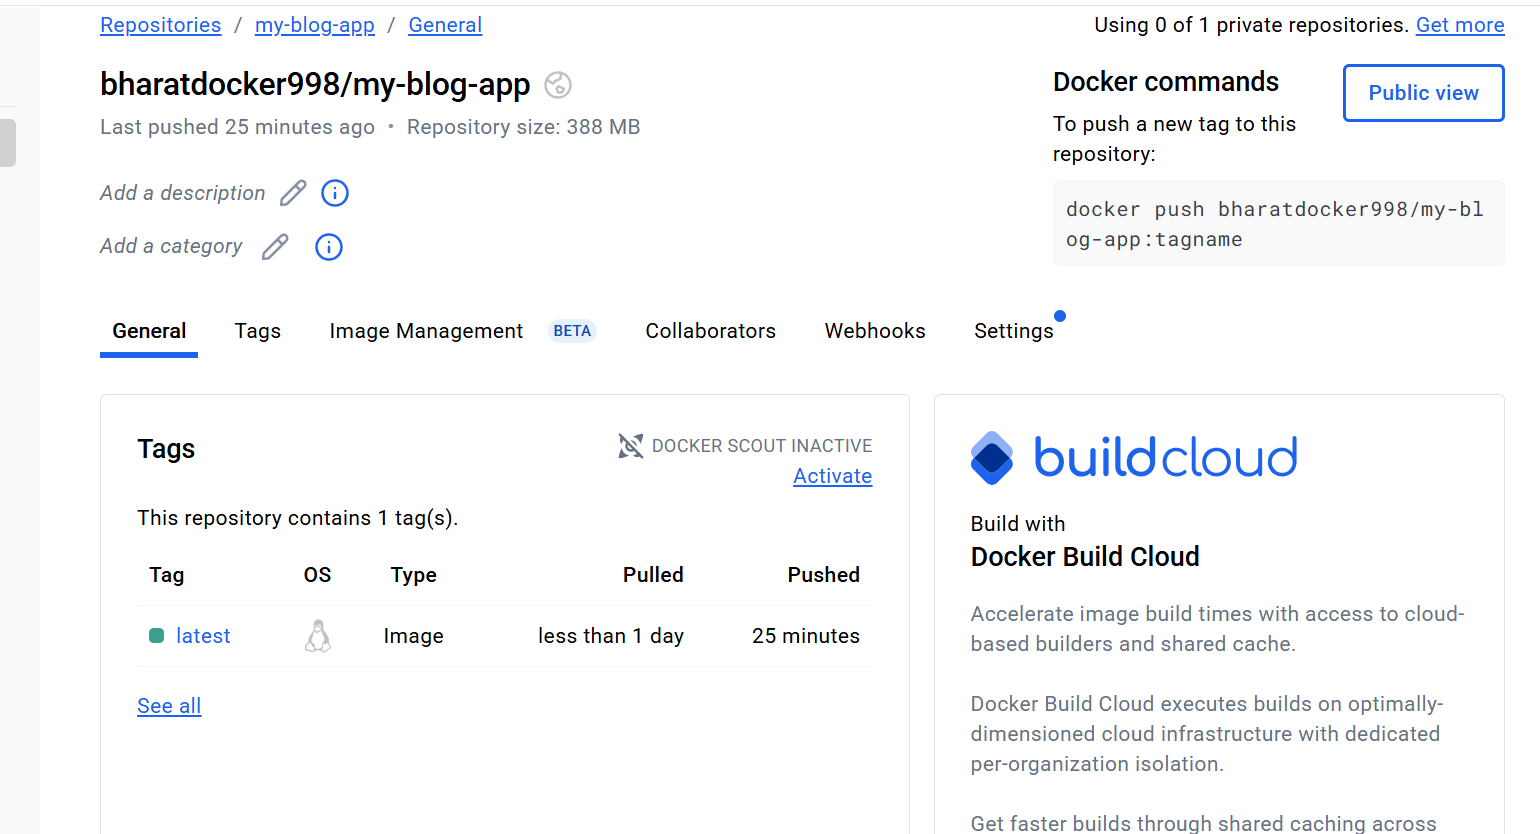 Repositories / my-blog-app / General
Using 0 of 1 private repositories. Get more
bharatdocker998/my-blog-app
Last pushed 25 minutes ago • Repository size: 388 MB
Add a description
Add a category
Docker commands
Public view
To push a new tag to this
repository:
docker push bharatdocker998/my-bl
og-app:tagname
General Tags Image Management BETA Collaborators Webhooks Settings
Tags
DOCKER SCOUT INACTIVE
Activate
This repository contains 1 tag(s).
Tag OS Type Pulled Pushed
latest Image less than 1 day 25 minutes
See all
buildcloud
Build with
Docker Build Cloud
Accelerate image build times with access to cloud-
based builders and shared cache.
Docker Build Cloud executes builds on optimally-
dimensioned cloud infrastructure with dedicated
per-organization isolation.
Get faster builds through shared caching across